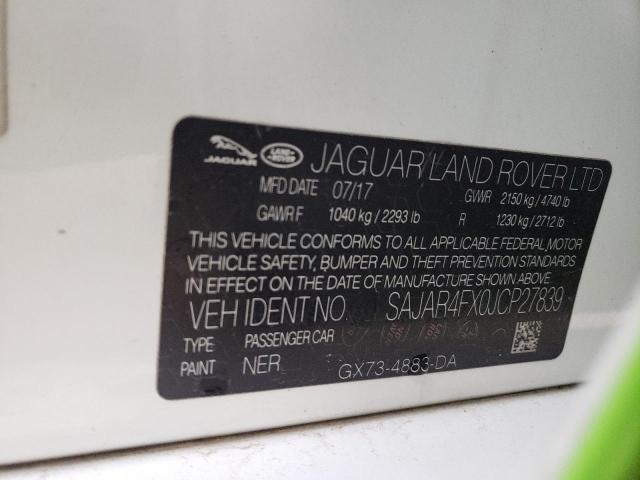 JAGUAR LAND ROVER JAGUAR LAND ROVER LTD
MFD DATE 07/17 GVWR 2150 kg / 4740 lb
GAWR F 1040 kg / 2293 lb R 1230 kg / 2712 lb
THIS VEHICLE CONFORMS TO ALL APPLICABLE FEDERAL MOTOR
VEHICLE SAFETY, BUMPER AND THEFT PREVENTION STANDARDS
IN EFFECT ON THE DATE OF MANUFACTURE SHOWN ABOVE
VEH IDENT NO SAJAR4FX0JCP27839
TYPE PASSENGER CAR
PAINT NER GX73-4883-DA